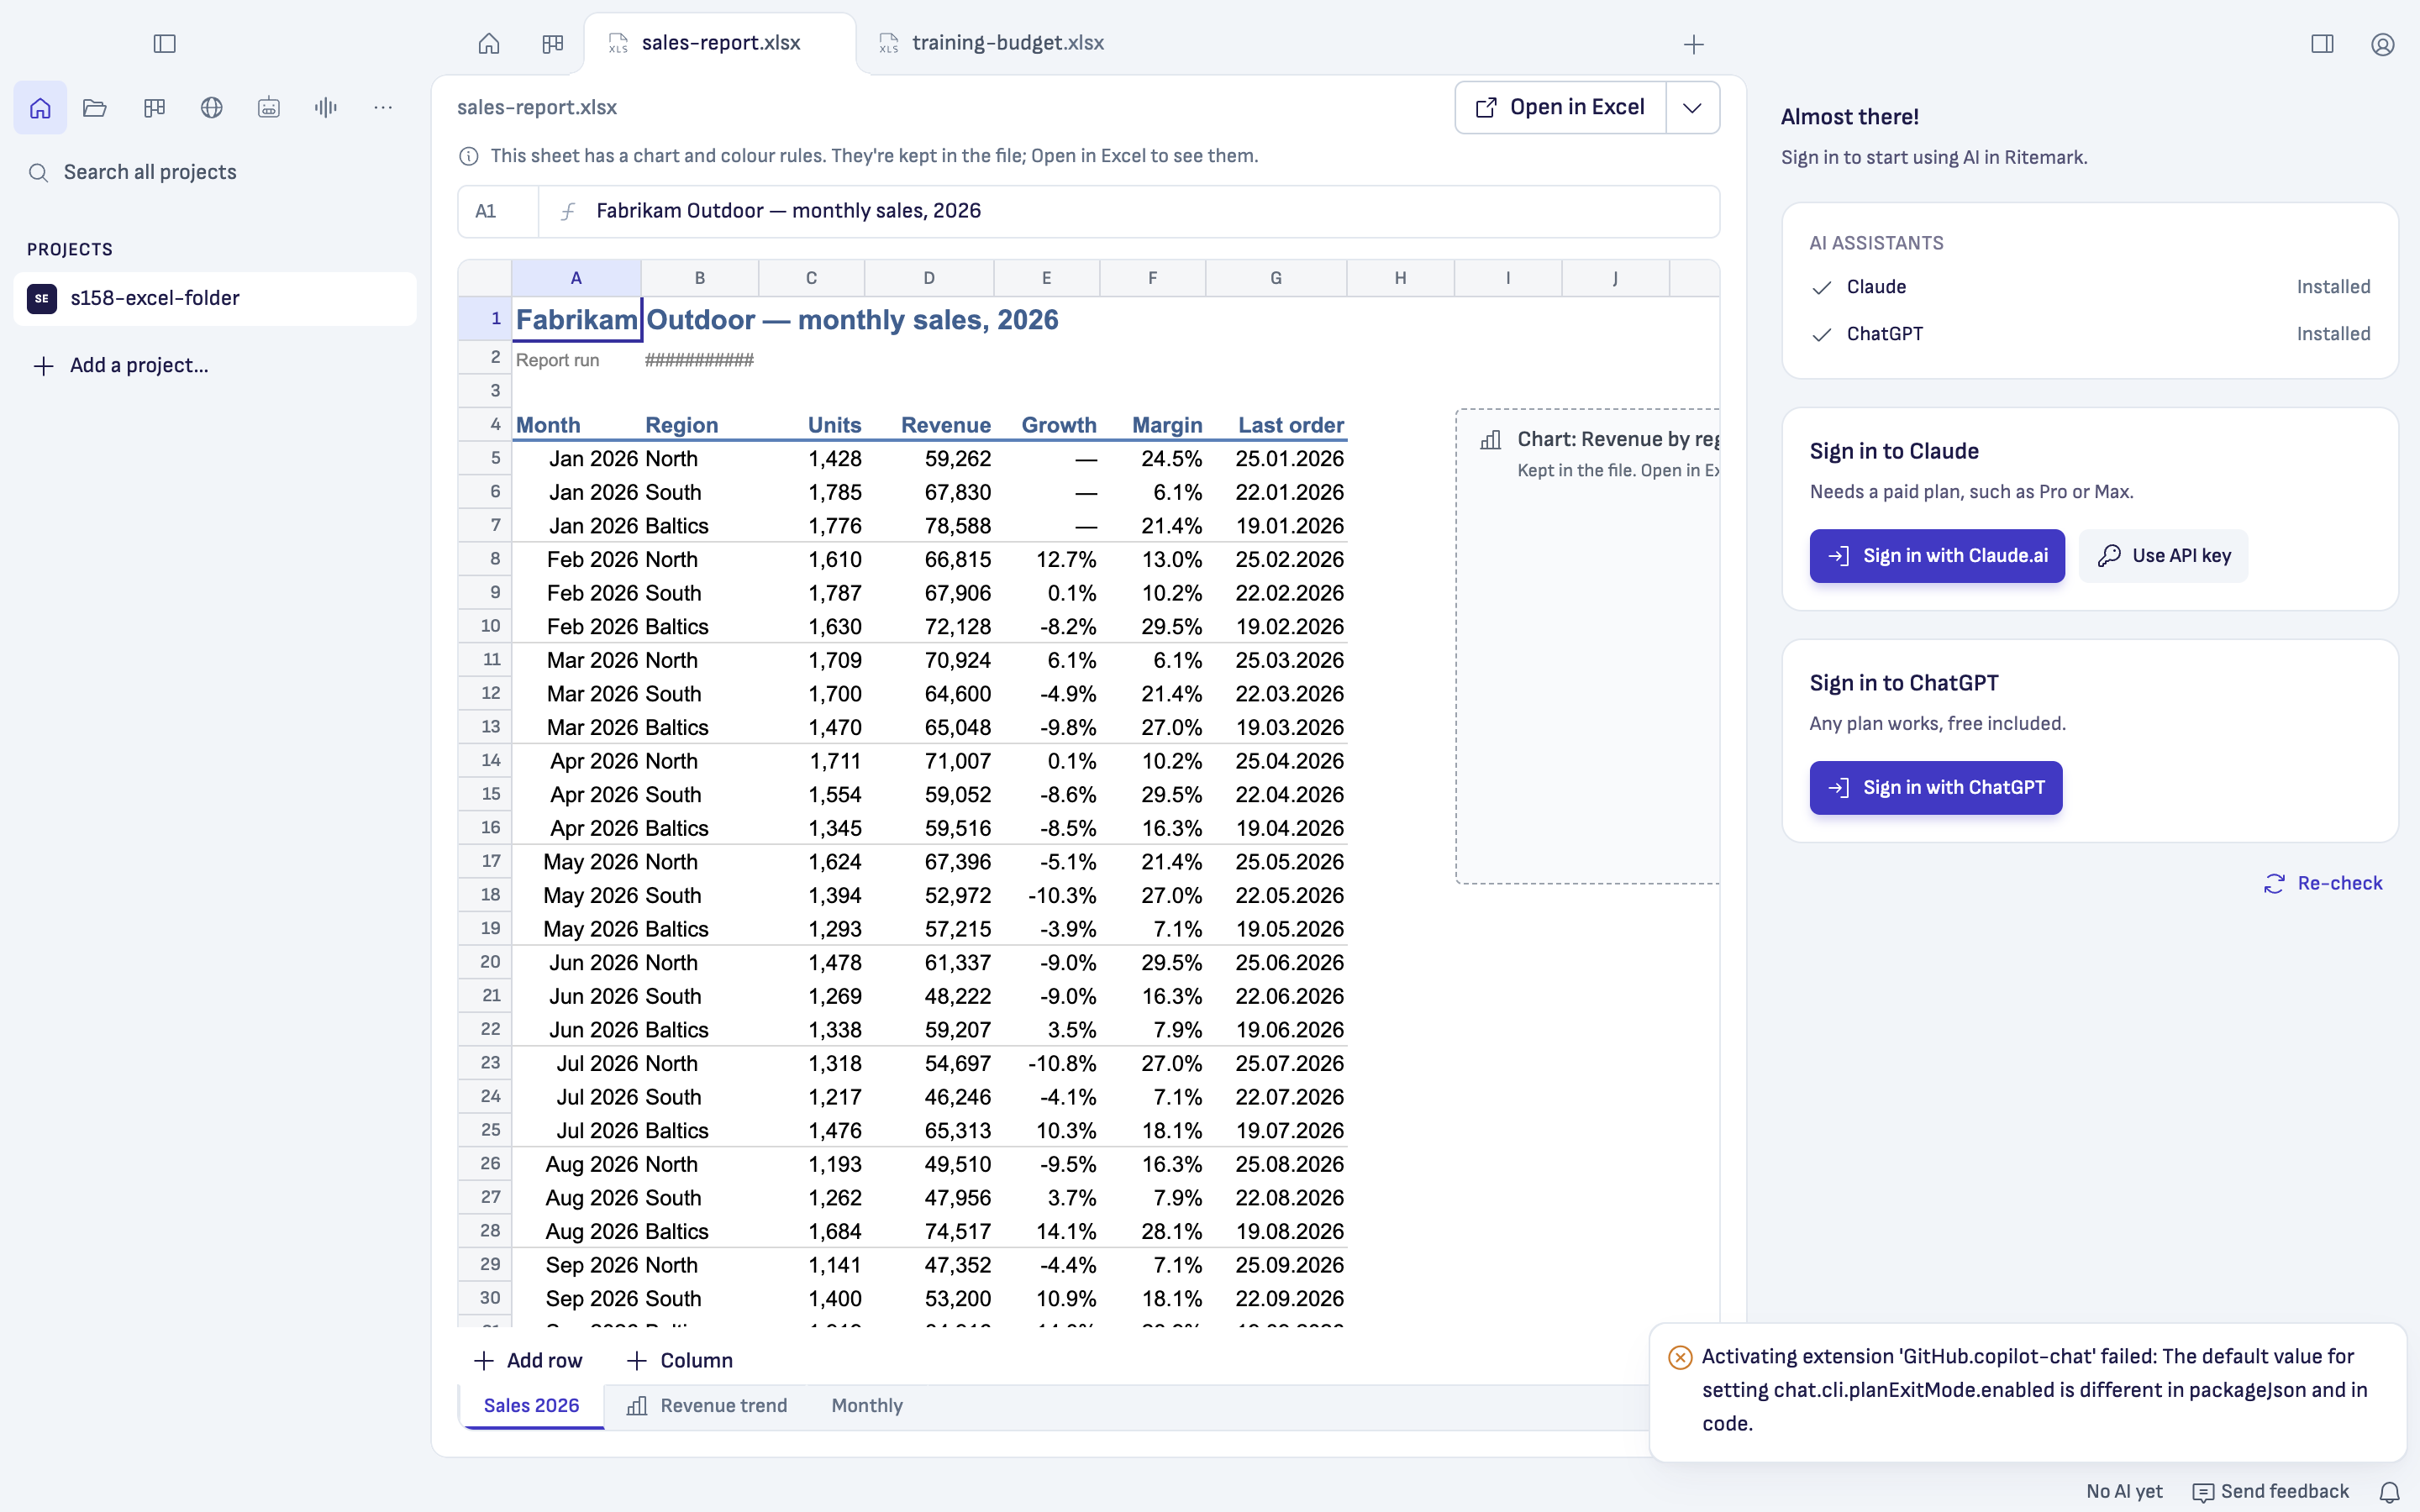 sales-report.xlsx
training-budget.xlsx
Search all projects
PROJECTS
SE s158-excel-folder
Add a project...
sales-report.xlsx
Open in Excel
This sheet has a chart and colour rules. They're kept in the file; Open in Excel to see them.
A1 Fabrikam Outdoor — monthly sales, 2026
A B C D E F G H I J
1 Fabrikam Outdoor — monthly sales, 2026
2 Report run ###########
3
4 Month Region Units Revenue Growth Margin Last order
5 Jan 2026 North 1,428 59,262 — 24.5% 25.01.2026
6 Jan 2026 South 1,785 67,830 — 6.1% 22.01.2026
7 Jan 2026 Baltics 1,776 78,588 — 21.4% 19.01.2026
8 Feb 2026 North 1,610 66,815 12.7% 13.0% 25.02.2026
9 Feb 2026 South 1,787 67,906 0.1% 10.2% 22.02.2026
10 Feb 2026 Baltics 1,630 72,128 -8.2% 29.5% 19.02.2026
11 Mar 2026 North 1,709 70,924 6.1% 6.1% 25.03.2026
12 Mar 2026 South 1,700 64,600 -4.9% 21.4% 22.03.2026
13 Mar 2026 Baltics 1,470 65,048 -9.8% 27.0% 19.03.2026
14 Apr 2026 North 1,711 71,007 0.1% 10.2% 25.04.2026
15 Apr 2026 South 1,554 59,052 -8.6% 29.5% 22.04.2026
16 Apr 2026 Baltics 1,345 59,516 -8.5% 16.3% 19.04.2026
17 May 2026 North 1,624 67,396 -5.1% 21.4% 25.05.2026
18 May 2026 South 1,394 52,972 -10.3% 27.0% 22.05.2026
19 May 2026 Baltics 1,293 57,215 -3.9% 7.1% 19.05.2026
20 Jun 2026 North 1,478 61,337 -9.0% 29.5% 25.06.2026
21 Jun 2026 South 1,269 48,222 -9.0% 16.3% 22.06.2026
22 Jun 2026 Baltics 1,338 59,207 3.5% 7.9% 19.06.2026
23 Jul 2026 North 1,318 54,697 -10.8% 27.0% 25.07.2026
24 Jul 2026 South 1,217 46,246 -4.1% 7.1% 22.07.2026
25 Jul 2026 Baltics 1,476 65,313 10.3% 18.1% 19.07.2026
26 Aug 2026 North 1,193 49,510 -9.5% 16.3% 25.08.2026
27 Aug 2026 South 1,262 47,956 3.7% 7.9% 22.08.2026
28 Aug 2026 Baltics 1,684 74,517 14.1% 28.1% 19.08.2026
29 Sep 2026 North 1,141 47,352 -4.4% 7.1% 25.09.2026
30 Sep 2026 South 1,400 53,200 10.9% 18.1% 22.09.2026
Chart: Revenue by reg
Kept in the file. Open in Ex
Add row
Column
Sales 2026
Revenue trend
Monthly
Almost there!
Sign in to start using AI in Ritemark.
AI ASSISTANTS
Claude Installed
ChatGPT Installed
Sign in to Claude
Needs a paid plan, such as Pro or Max.
Sign in with Claude.ai
Use API key
Sign in to ChatGPT
Any plan works, free included.
Sign in with ChatGPT
Re-check
Activating extension 'GitHub.copilot-chat' failed: The default value for
setting chat.cli.planExitMode.enabled is different in packageJson and in
code.
No AI yet
Send feedback